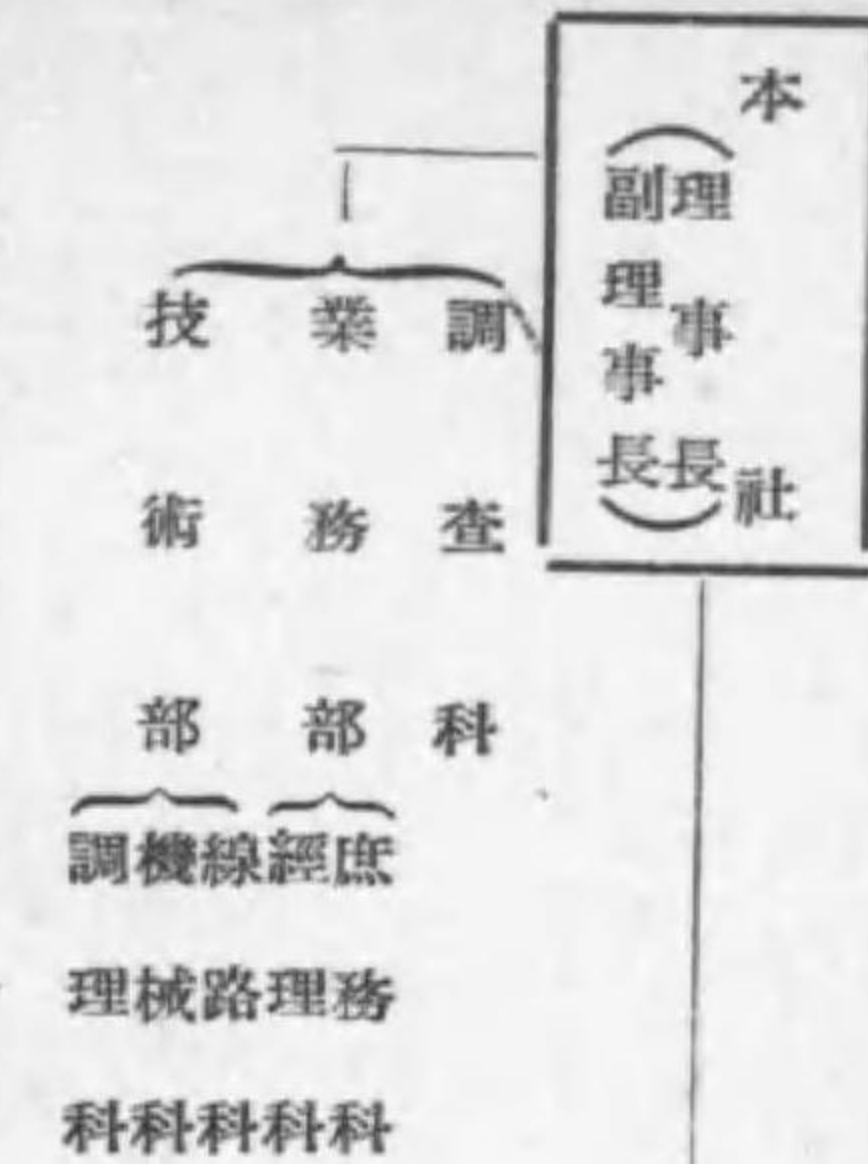 本社
(理事長
副理事長)
調查科
業務部
庶務科
經理科
技術部
線路科
機械科
調理科